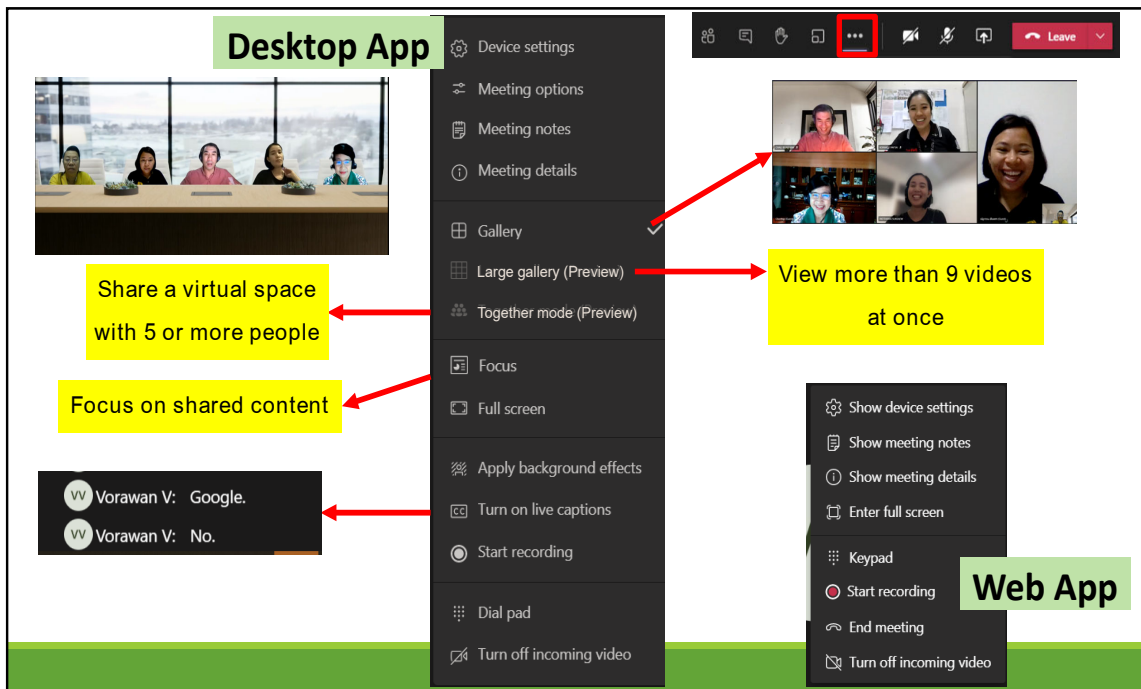 Desktop App
Device settings
Meeting options
Meeting notes
Meeting details
Gallery
Large gallery (Preview)
Together mode (Preview)
Focus
Full screen
Apply background effects
CC Turn on live captions
Start recording
Dial pad
Turn off incoming video
Share a virtual space
with 5 or more people
Focus on shared content
VV Vorawan V: Google.
VV Vorawan V: No.
Leave
View more than 9 videos
at once
Show device settings
Show meeting notes
Show meeting details
Enter full screen
Keypad
Start recording
End meeting
Turn off incoming video
Web App